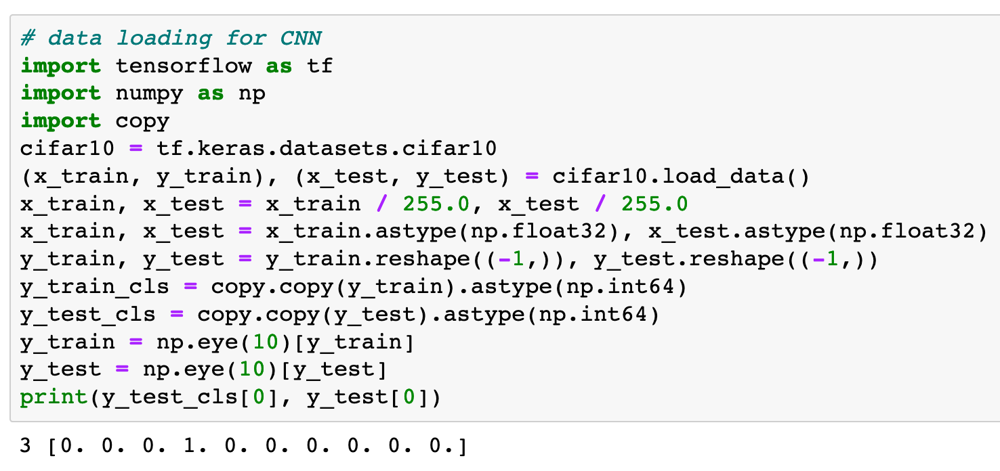 # data loading for CNN
import tensorflow as tf
import numpy as np
import copy
cifar10 = tf.keras.datasets.cifar10
(x_train, y_train), (x_test, y_test) = cifar10.load_data()
x_train, x_test = x_train / 255.0, x_test / 255.0
x_train, x_test = x_train.astype(np.float32), x_test.astype(np.float32)
y_train, y_test = y_train.reshape((-1,)), y_test.reshape((-1,))
y_train_cls = copy.copy(y_train).astype(np.int64)
y_test_cls = copy.copy(y_test).astype(np.int64)
y_train = np.eye(10)[y_train]
y_test = np.eye(10)[y_test]
print(y_test_cls[0], y_test[0])
3 [0. 0. 0. 1. 0. 0. 0. 0. 0. 0.]